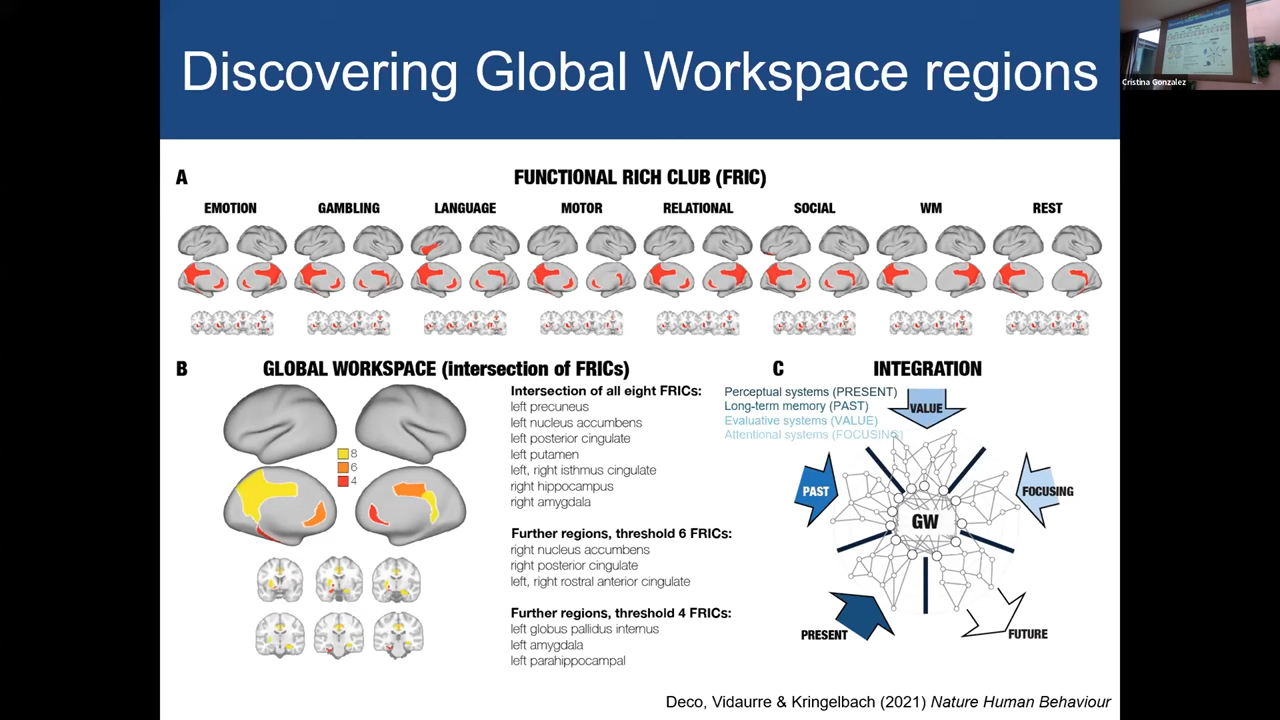 Discovering Global Workspace regions
Cristina Gonzalez
A
FUNCTIONAL RICH CLUB (FRIC)
EMOTION
GAMBLING
LANGUAGE
MOTOR
RELATIONAL
SOCIAL
WM
REST
B
GLOBAL WORKSPACE (intersection of FRICs)
8
6
4
Intersection of all eight FRICs:
left precuneus
left nucleus accumbens
left posterior cingulate
left putamen
left, right isthmus cingulate
right hippocampus
right amygdala
Further regions, threshold 6 FRICs:
right nucleus accumbens
right posterior cingulate
left, right rostral anterior cingulate
Further regions, threshold 4 FRICs:
left globus pallidus internus
left amygdala
left parahippocampal
C
INTEGRATION
Perceptual systems (PRESENT)
Long-term memory (PAST)
Evaluative systems (VALUE)
Attentional systems (FOCUSING)
VALUE
PAST
FOCUSING
GW
PRESENT
FUTURE
Deco, Vidaurre & Kringelbach (2021) Nature Human Behaviour